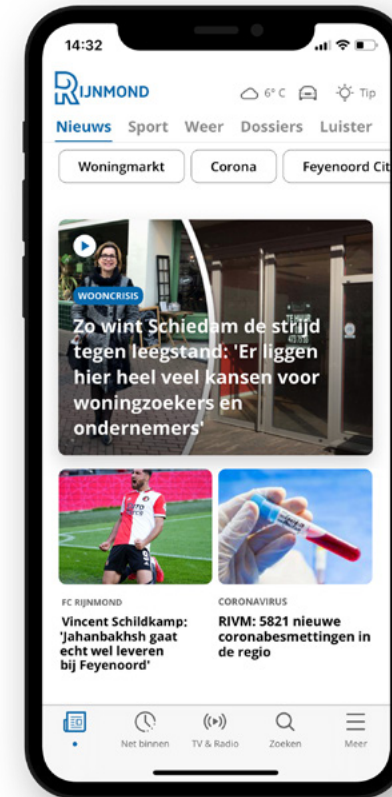 14:32
RIJNMOND
6° C
Tip
Nieuws Sport Weer Dossiers Luister
Woningmarkt
Corona
Feyenoord Cit
WOONCRISIS
Zo wint Schiedam de strijd
tegen leegstand: 'Er liggen
hier heel veel kansen voor
woningzoekers en
ondernemers'
FC RIJNMOND
Vincent Schildkamp:
'Jahanbakhsh gaat
echt wel leveren
bij Feyenoord'
CORONAVIRUS
RIVM: 5821 nieuwe
coronabesmettingen in
de regio
Net binnen
TV & Radio
Zoeken
Meer